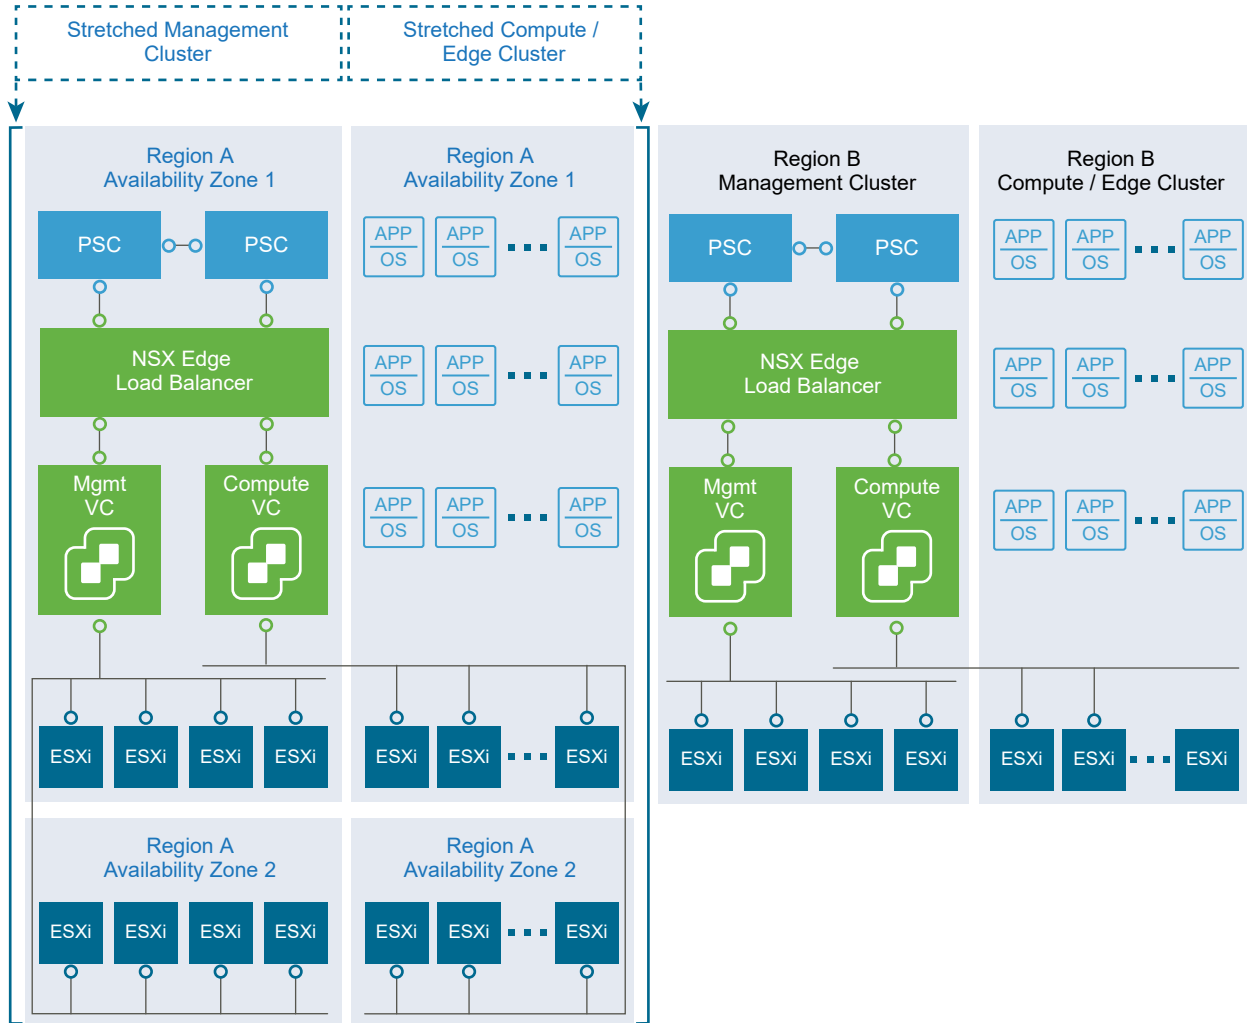 Stretched Management
Cluster
Stretched Compute /
Edge Cluster
Region A
Availability Zone 1
PSC
PSC
NSX Edge
Load Balancer
Mgmt
VC
Compute
VC
ESXi
ESXi
ESXi
ESXi
Region A
Availability Zone 1
APP
OS
APP
OS
APP
OS
APP
OS
APP
OS
APP
OS
APP
OS
APP
OS
APP
OS
ESXi
ESXi
ESXi
Region A
Availability Zone 2
ESXi
ESXi
ESXi
ESXi
Region A
Availability Zone 2
ESXi
ESXi
ESXi
Region B
Management Cluster
PSC
PSC
NSX Edge
Load Balancer
Mgmt
VC
Compute
VC
ESXi
ESXi
ESXi
ESXi
Region B
Compute / Edge Cluster
APP
OS
APP
OS
APP
OS
APP
OS
APP
OS
APP
OS
APP
OS
APP
OS
APP
OS
ESXi
ESXi
ESXi